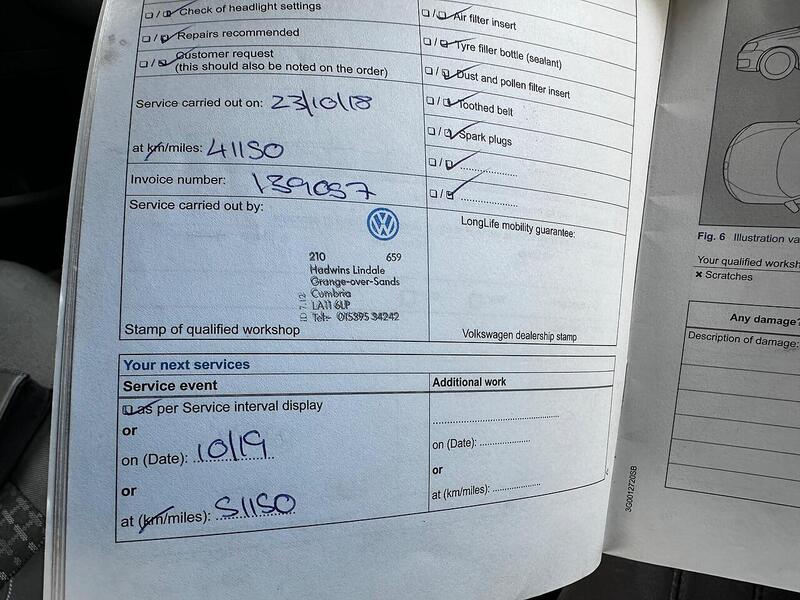 Check of headlight settings
Repairs recommended
Customer request
(this should also be noted on the order)
Service carried out on: 23/10/18
at km/miles: 41150
Invoice number: 139057
Service carried out by:
VW
210 659
Hadwins Lindale
Grange-over-Sands
Cumbria
LA11 6LP
Tel:- 015395 34242
ID 7.12
Stamp of qualified workshop
Air filter insert
Tyre filler bottle (sealant)
Dust and pollen filter insert
Toothed belt
Spark plugs
LongLife mobility guarantee:
Volkswagen dealership stamp
Your next services
Service event
as per Service interval display
or
on (Date): 10/19
or
at (km/miles): 51150
Additional work
on (Date):
or
at (km/miles):
3G0012720SB
Fig. 6 Illustration
Your qualified
Scratches
Any damage?
Description of damage: